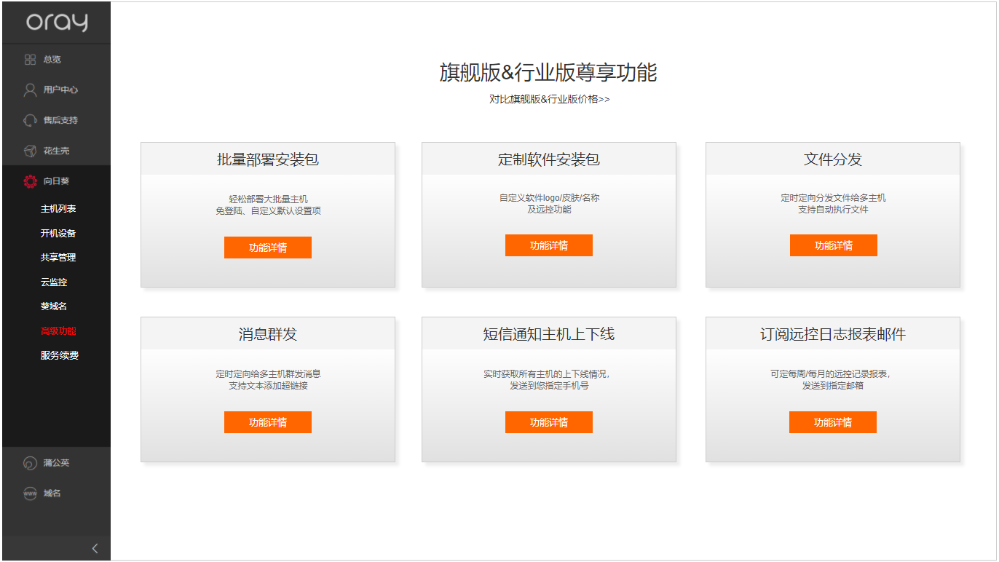 oray
总览
用户中心
售后支持
花生壳
向日葵
主机列表
开机设备
共享管理
云监控
葵域名
高级功能
服务续费
蒲公英
www
域名
旗舰版&行业版尊享功能
对比旗舰版&行业版价格>>
批量部署安装包
轻松部署大批量主机
免登陆、自定义默认设置项
功能详情
定制软件安装包
自定义软件logo/皮肤/名称
及远控功能
功能详情
文件分发
定时定向分发文件给多主机
支持自动执行文件
功能详情
消息群发
定时定向给多主机群发消息
支持文本添加超链接
功能详情
短信通知主机上下线
实时获取所有主机的上下线情况，
发送到您指定手机号
功能详情
订阅远控日志报表邮件
可定每周/每月的远控记录报表，
发送到指定邮箱
功能详情